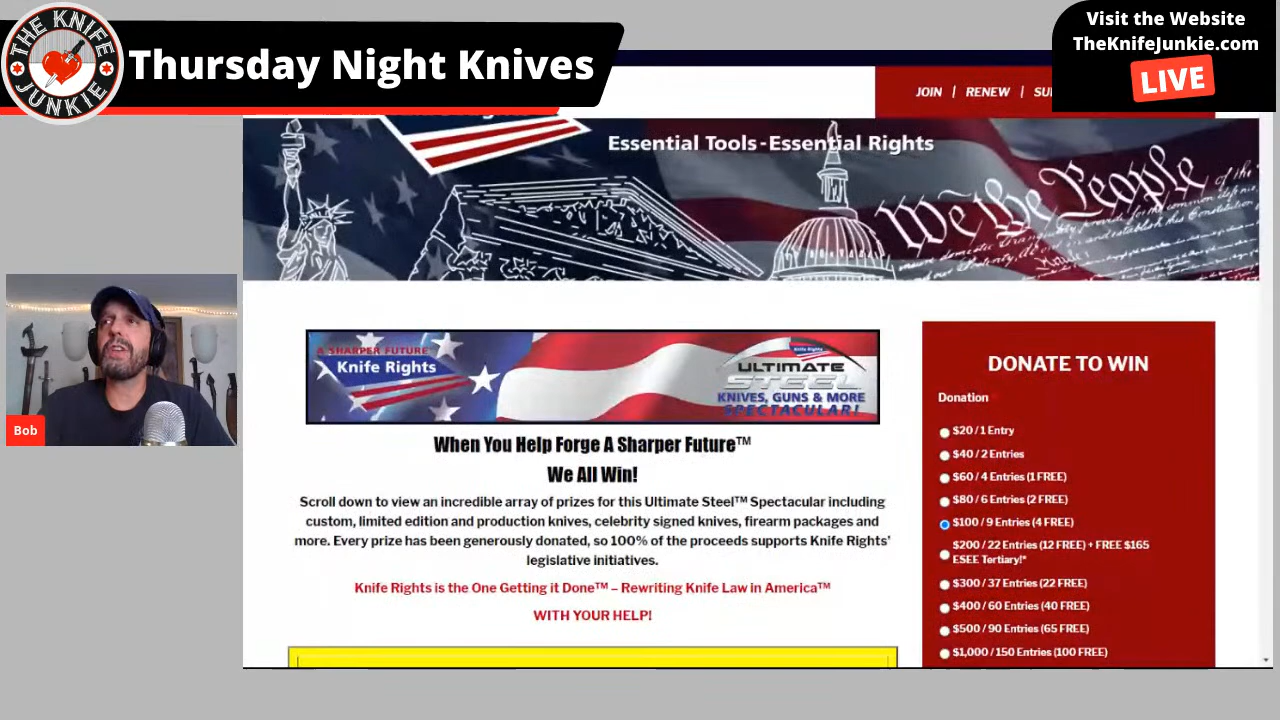 THE KNIFE
JUNKIE
Thursday Night Knives
Visit the Website
TheKnifeJunkie.com
LIVE
JOIN | RENEW |
Essential Tools - Essential Rights
We the People
of the
A SHARPER FUTURE
Knife Rights
Knife Rights
ULTIMATE
STEEL
KNIVES, GUNS & MORE
SPECTACULAR!
Bob
When You Help Forge A Sharper Future™
We All Win!
Scroll down to view an incredible array of prizes for this Ultimate Steel™ Spectacular including
custom, limited edition and production knives, celebrity signed knives, firearm packages and
more. Every prize has been generously donated, so 100% of the proceeds supports Knife Rights'
legislative initiatives.
Knife Rights is the One Getting it Done™ – Rewriting Knife Law in America™
WITH YOUR HELP!
DONATE TO WIN
Donation
$20 / 1 Entry
$40 / 2 Entries
$60 / 4 Entries (1 FREE)
$80 / 6 Entries (2 FREE)
$100 / 9 Entries (4 FREE)
$200 / 22 Entries (12 FREE) + FREE $165
ESEE Tertiary!*
$300 / 37 Entries (22 FREE)
$400 / 60 Entries (40 FREE)
$500 / 90 Entries (65 FREE)
$1,000 / 150 Entries (100 FREE)